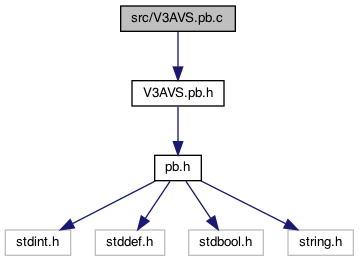 src/V3AVS.pb.c
V3AVS.pb.h
pb.h
stdint.h
stddef.h
stdbool.h
string.h